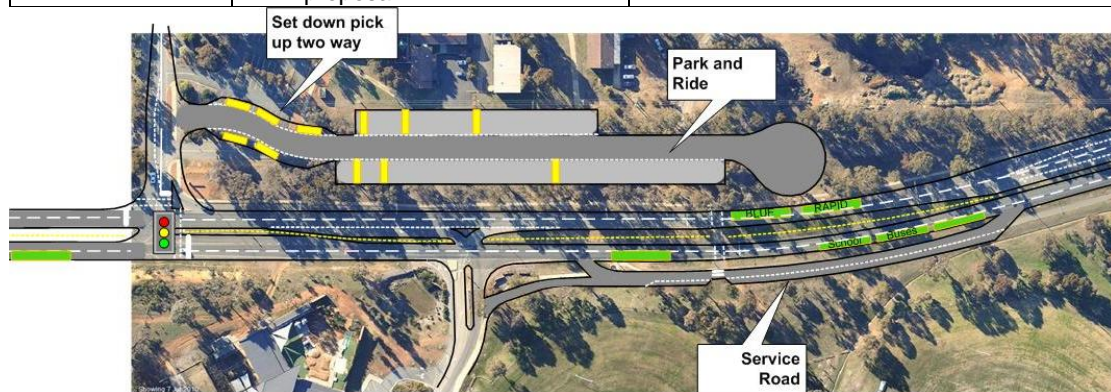 Set down pick
up two way
Park and
Ride
BLUE RAPID
School Buses
Service
Road